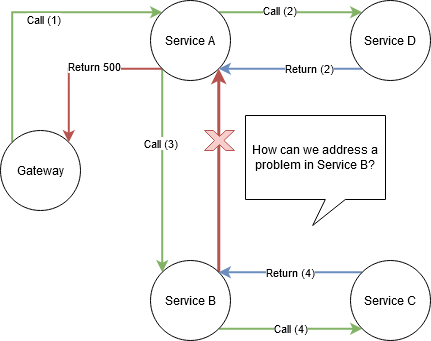 Call (1)
Service A
Call (2)
Service D
Return 500
Return (2)
Gateway
Call (3)
How can we address a
problem in Service B?
Service B
Return (4)
Service C
Call (4)